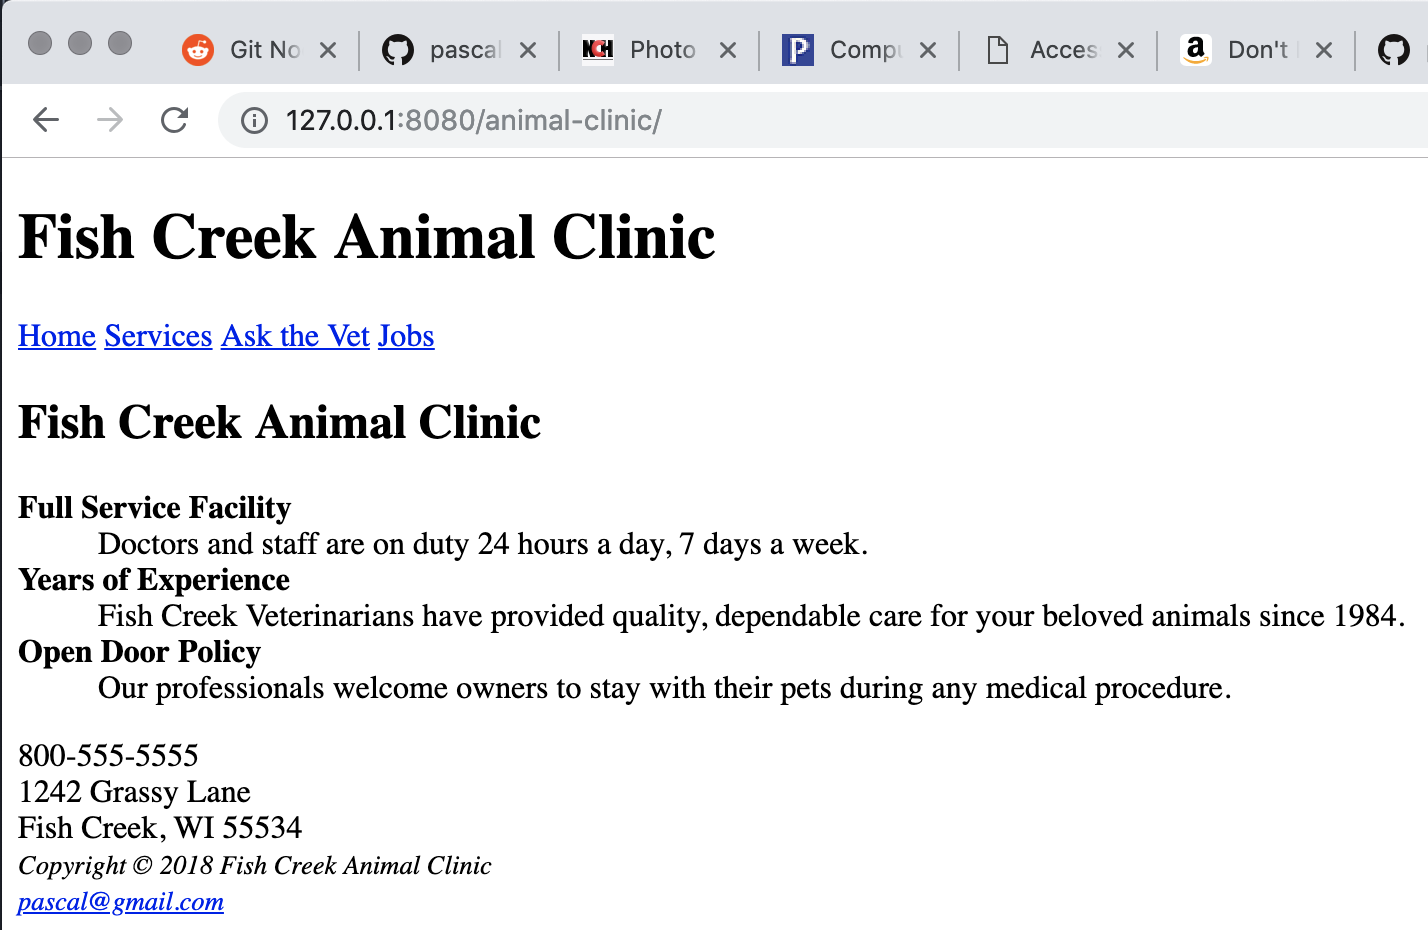 Git No
pascal
NCH Photo
P Comp
Acces
a Don't
127.0.0.1:8080/animal-clinic/
Fish Creek Animal Clinic
Home Services Ask the Vet Jobs
Fish Creek Animal Clinic
Full Service Facility
Doctors and staff are on duty 24 hours a day, 7 days a week.
Years of Experience
Fish Creek Veterinarians have provided quality, dependable care for your beloved animals since 1984.
Open Door Policy
Our professionals welcome owners to stay with their pets during any medical procedure.
800-555-5555
1242 Grassy Lane
Fish Creek, WI 55534
Copyright © 2018 Fish Creek Animal Clinic
pascal@gmail.com